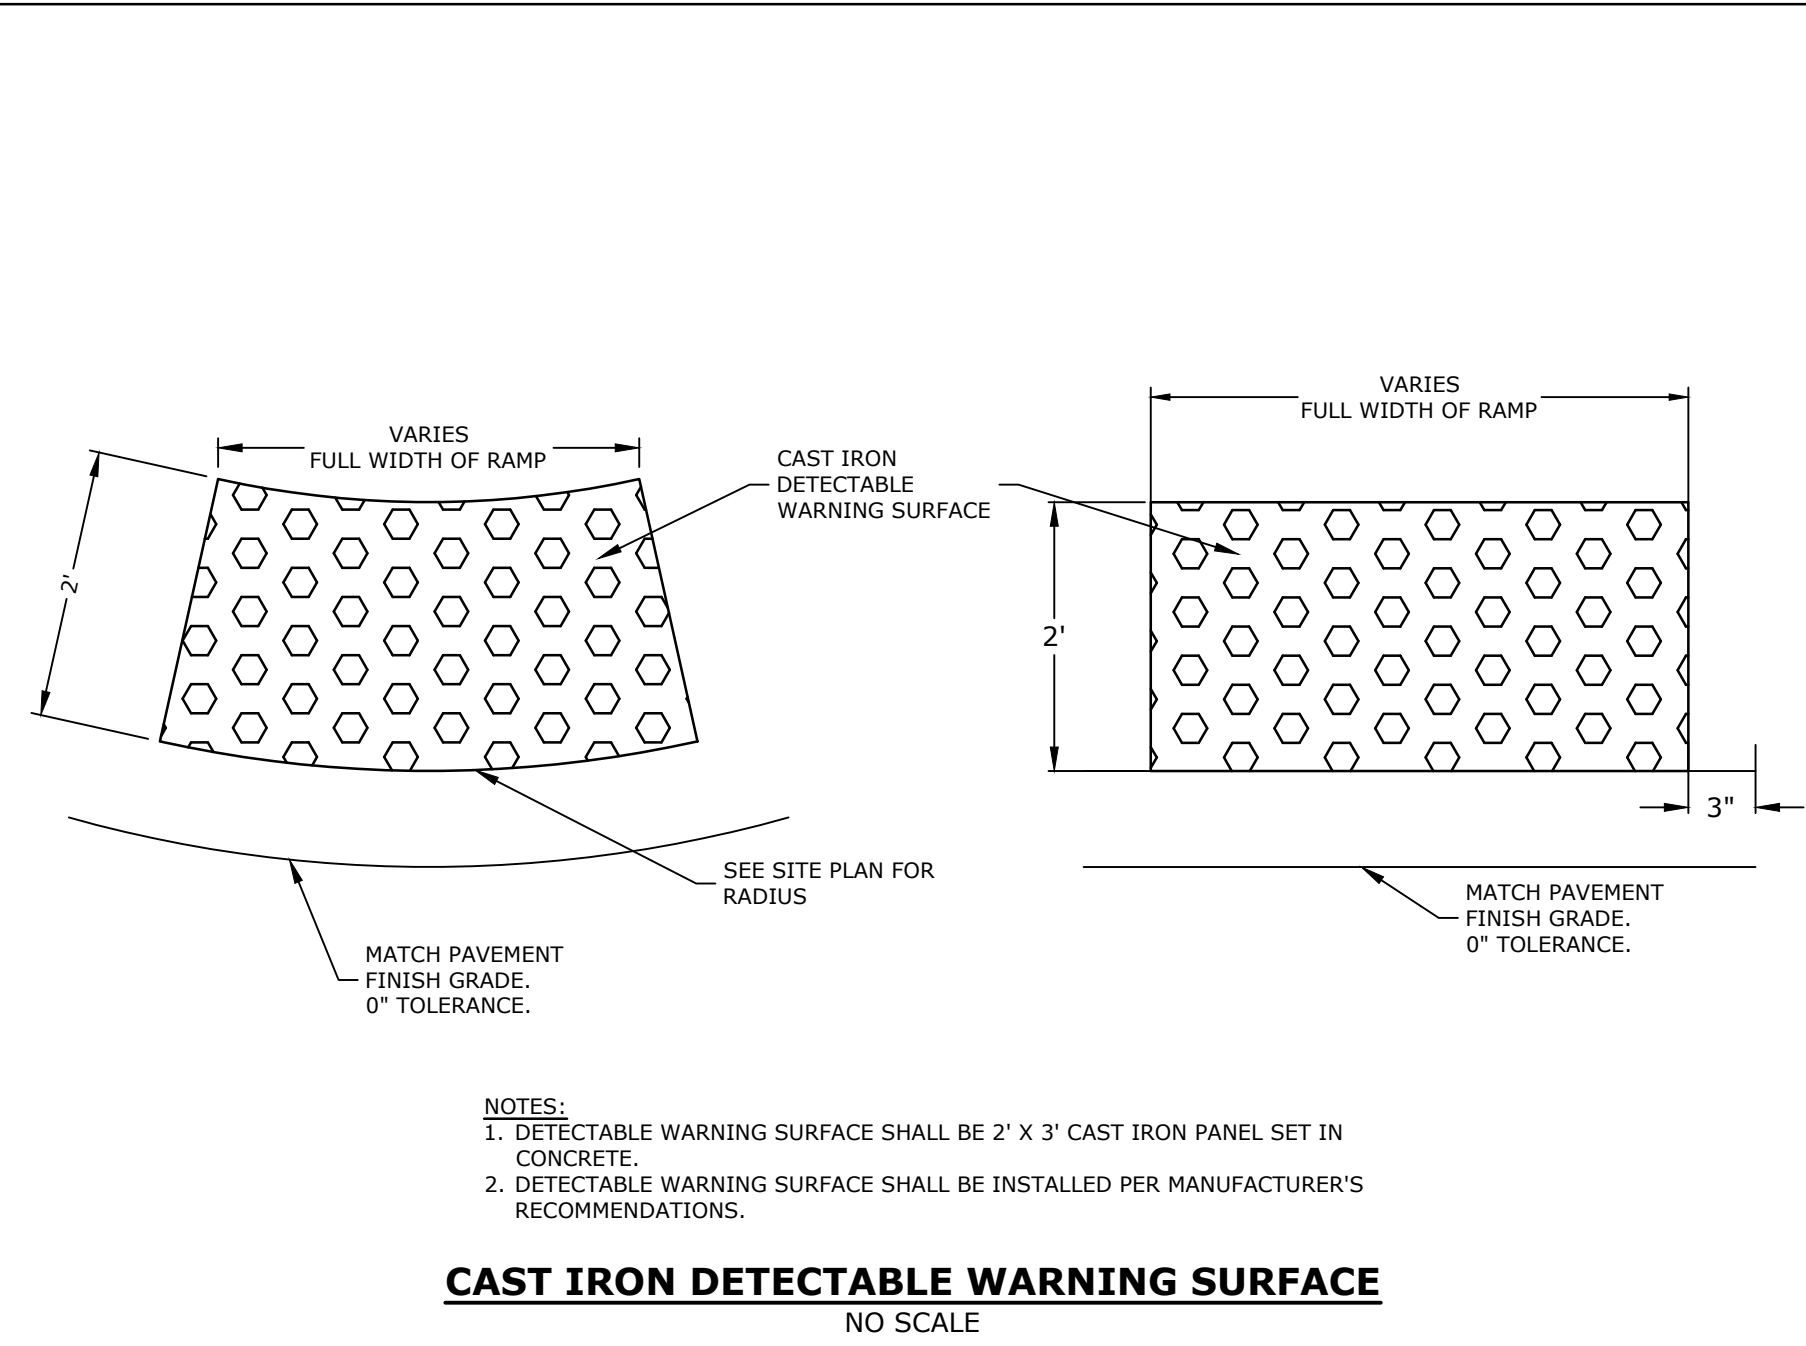 VARIES
FULL WIDTH OF RAMP
VARIES
FULL WIDTH OF RAMP
CAST IRON
DETECTABLE
WARNING SURFACE
2'
2'
3"
SEE SITE PLAN FOR
RADIUS
MATCH PAVEMENT
FINISH GRADE.
0" TOLERANCE.
MATCH PAVEMENT
FINISH GRADE.
0" TOLERANCE.
NOTES:
1. DETECTABLE WARNING SURFACE SHALL BE 2' X 3' CAST IRON PANEL SET IN
CONCRETE.
2. DETECTABLE WARNING SURFACE SHALL BE INSTALLED PER MANUFACTURER'S
RECOMMENDATIONS.
CAST IRON DETECTABLE WARNING SURFACE
NO SCALE